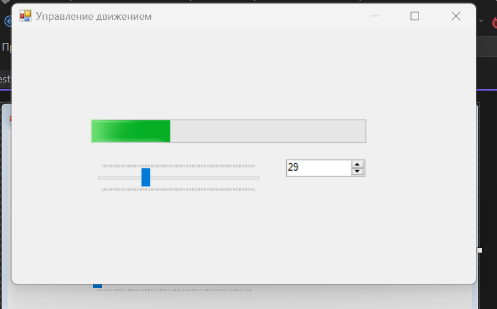 Управление движением
29